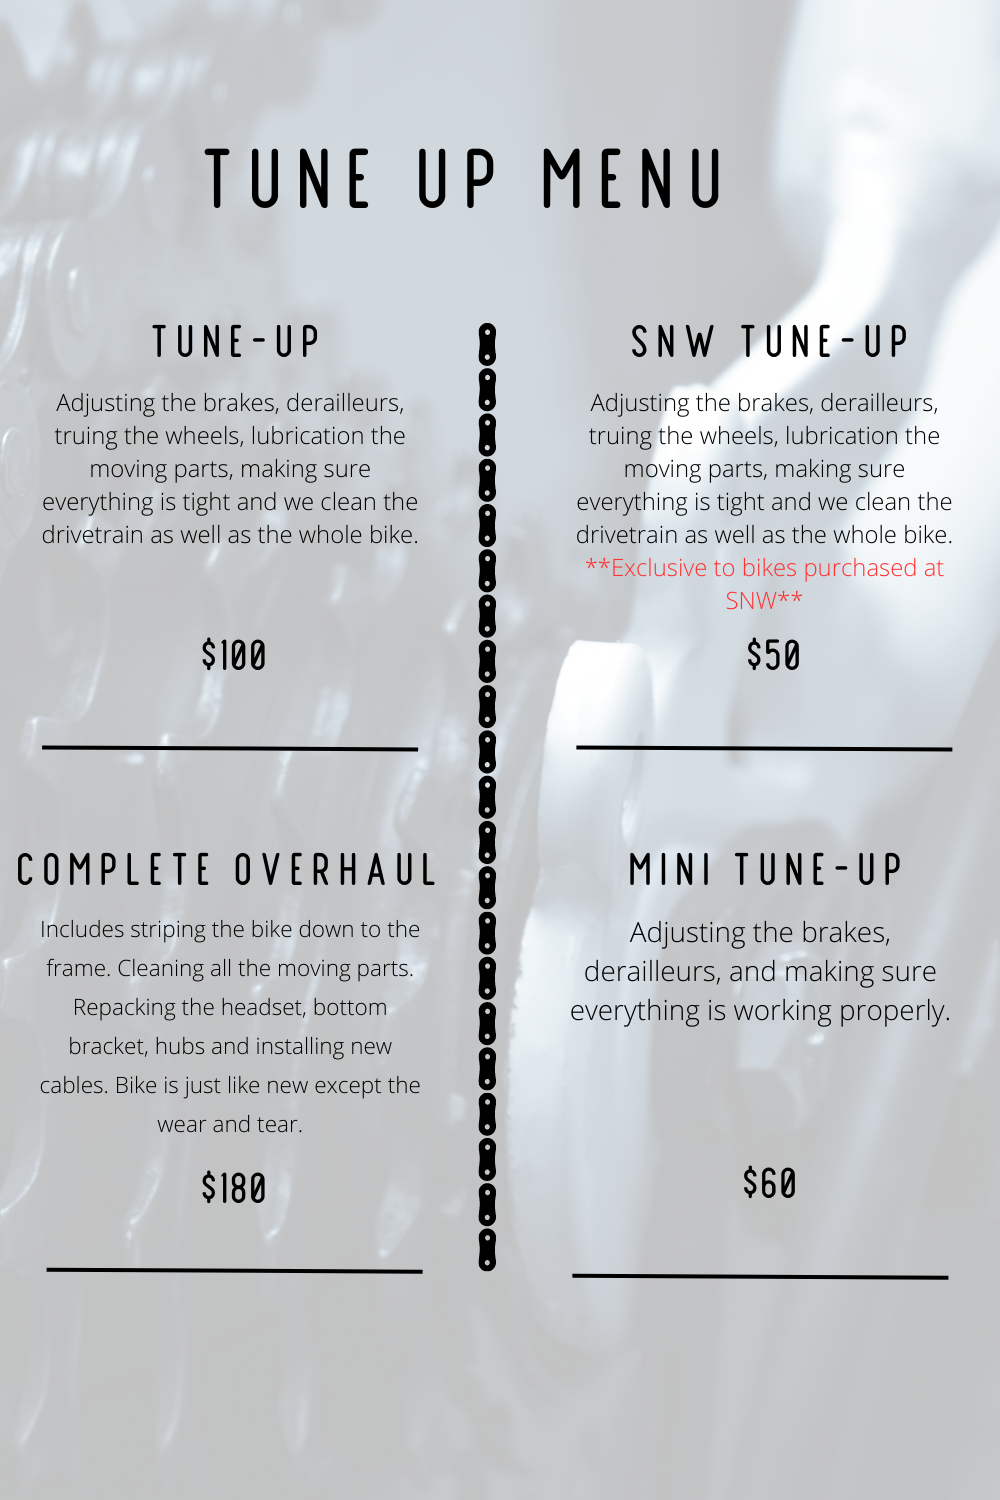 TUNE UP MENU
TUNE-UP
Adjusting the brakes, derailleurs,
truing the wheels, lubrication the
moving parts, making sure
everything is tight and we clean the
drivetrain as well as the whole bike.
$100
SNW TUNE-UP
Adjusting the brakes, derailleurs,
truing the wheels, lubrication the
moving parts, making sure
everything is tight and we clean the
drivetrain as well as the whole bike.
**Exclusive to bikes purchased at
SNW**
$50
COMPLETE OVERHAUL
Includes striping the bike down to the
frame. Cleaning all the moving parts.
Repacking the headset, bottom
bracket, hubs and installing new
cables. Bike is just like new except the
wear and tear.
$180
MINI TUNE-UP
Adjusting the brakes,
derailleurs, and making sure
everything is working properly.
$60